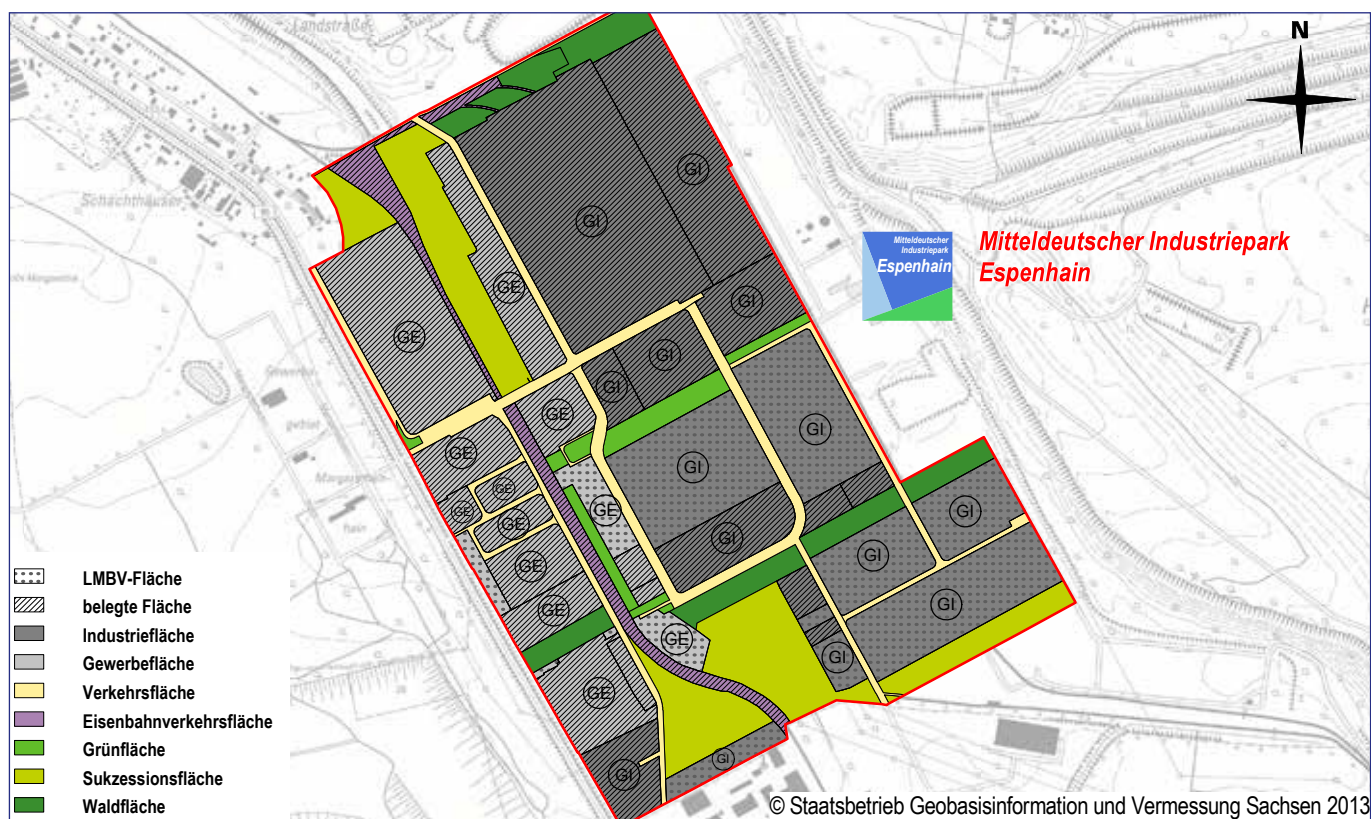 Landstraße
N
Schachthäuser
GI
GI
GE
GI
GE
GI
GI
GE
GI
GI
GE
GE
GE
GE
GE
GI
GI
GI
GE
GI
GE
GI
GE
GI
GE
GI
GI
Mitteldeutscher
Industriepark
Espenhain
Mitteldeutscher Industriepark
Espenhain
LMBV-Fläche
belegte Fläche
Industriefläche
Gewerbefläche
Verkehrsfläche
Eisenbahnverkehrsfläche
Grünfläche
Sukzessionsfläche
Waldfläche
© Staatsbetrieb Geobasisinformation und Vermessung Sachsen 2013